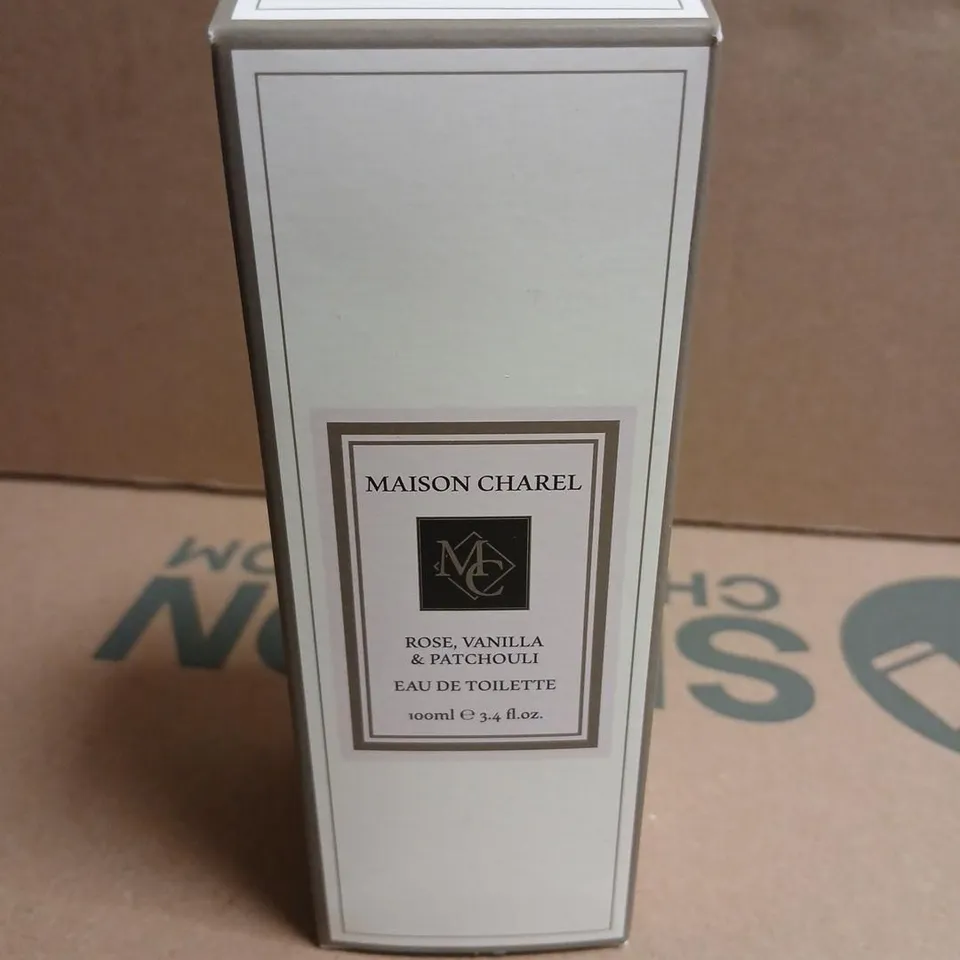 MAISON CHAREL
MC
ROSE, VANILLA
& PATCHOULI
EAU DE TOILETTE
100ml ℮ 3.4 fl.oz.